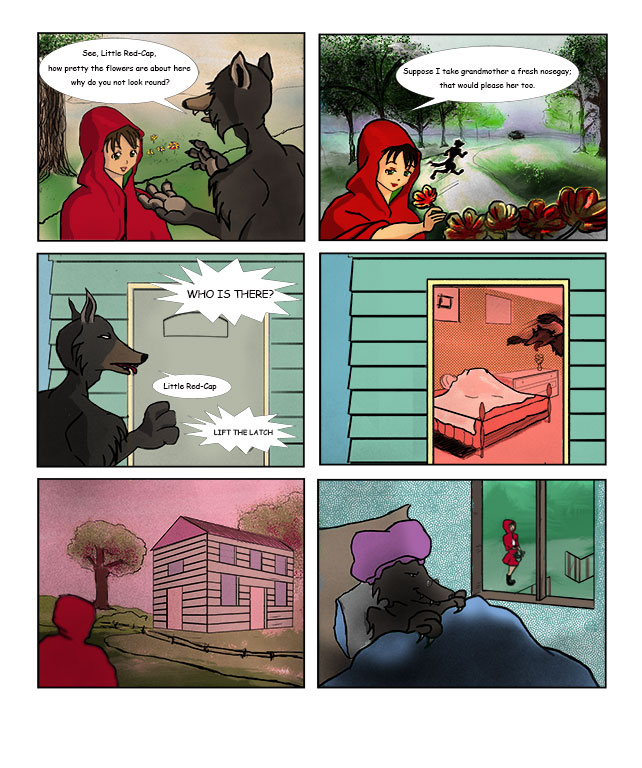 See, Little Red-Cap,
how pretty the flowers are about here
why do you not look round?
Suppose I take grandmother a fresh nosegay;
that would please her too.
WHO IS THERE?
Little Red-Cap
LIFT THE LATCH